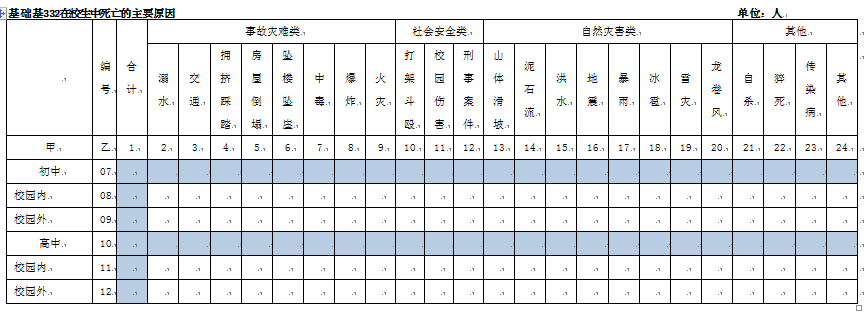 基础基332在校生中死亡的主要原因 单位：人
事故灾难类 社会安全类 自然灾害类 其他
编号 合计 溺水 交通 拥挤踩踏 房屋倒塌 坠楼坠崖 中毒 爆炸 火灾 打架斗殴 校园伤害 刑事案件 山体滑坡 泥石流 洪水 地震 暴雨 冰雹 雪灾 龙卷风 自杀 猝死 传染病 其他
甲 乙 1 2 3 4 5 6 7 8 9 10 11 12 13 14 15 16 17 18 19 20 21 22 23 24
初中 07
校园内 08
校园外 09
高中 10
校园内 11
校园外 12